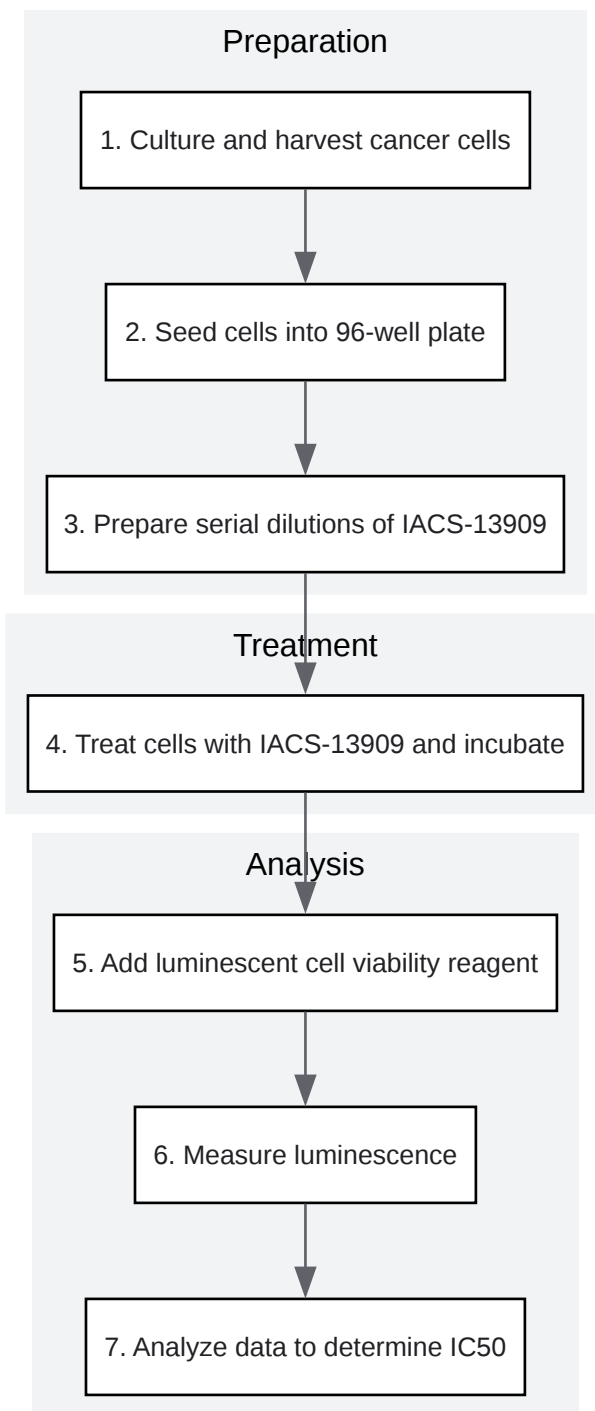 Preparation
1. Culture and harvest cancer cells
2. Seed cells into 96-well plate
3. Prepare serial dilutions of IACS-13909
Treatment
4. Treat cells with IACS-13909 and incubate
Analysis
5. Add luminescent cell viability reagent
6. Measure luminescence
7. Analyze data to determine IC50